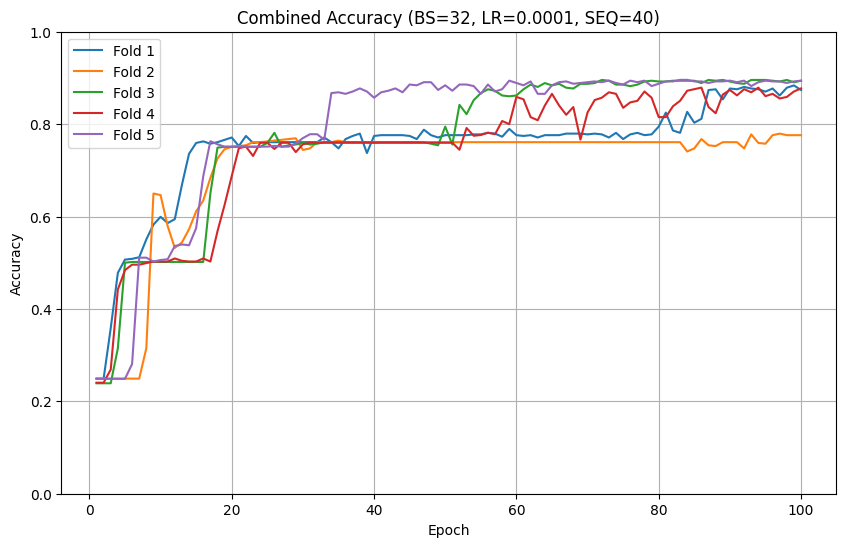 Combined Accuracy (BS=32, LR=0.0001, SEQ=40)
Fold 1
Fold 2
Fold 3
Fold 4
Fold 5
1.0
0.8
0.6
0.4
0.2
0.0
Accuracy
0 20 40 60 80 100
Epoch